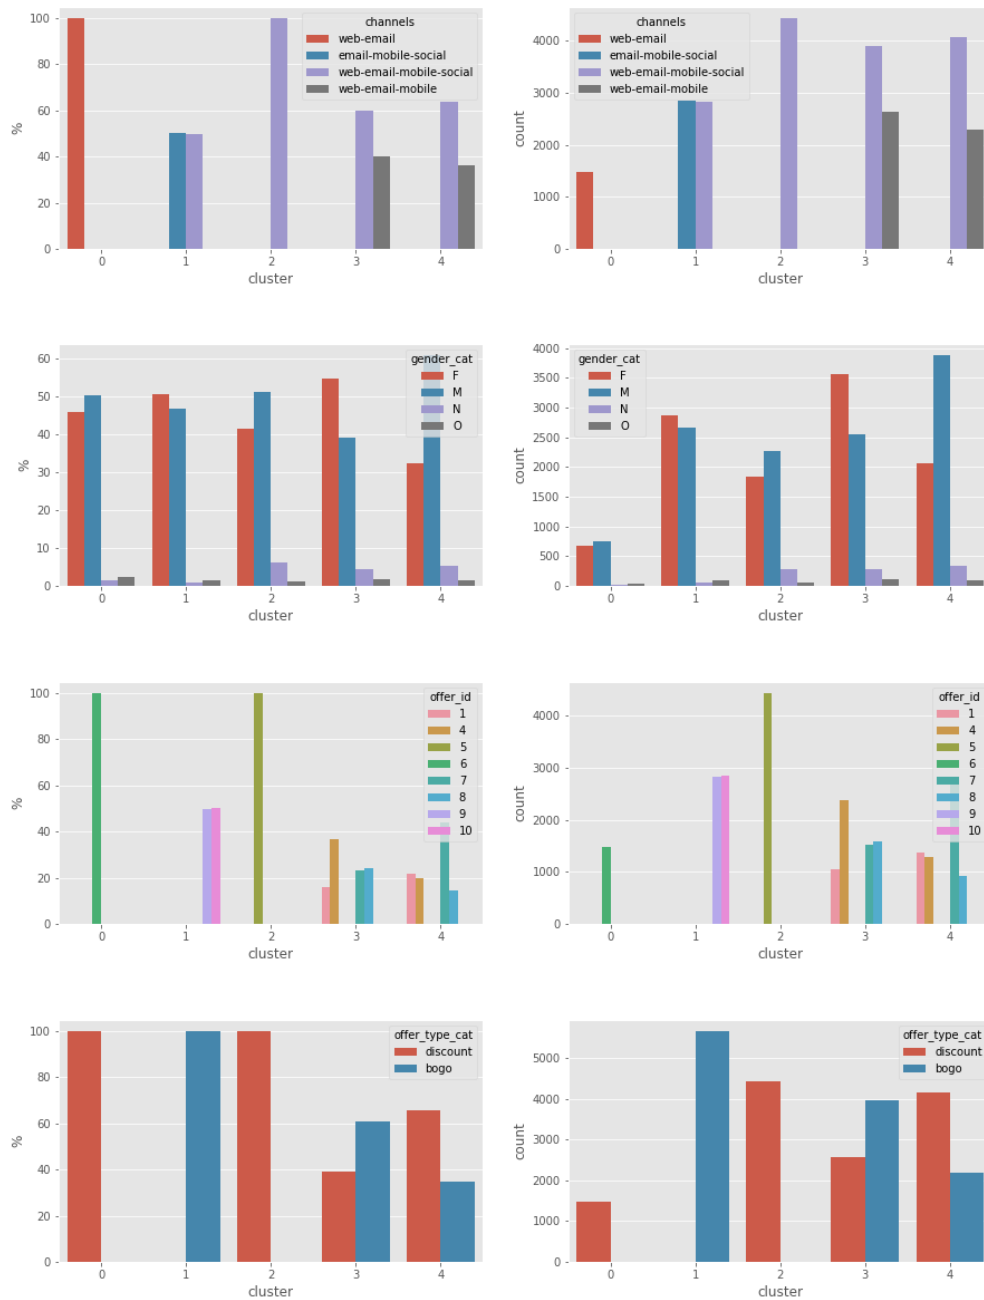 100
80
60
40
20
0
%
channels
web-email
email-mobile-social
web-email-mobile-social
web-email-mobile
0 1 2 3 4
cluster
4000
3000
2000
1000
0
count
channels
web-email
email-mobile-social
web-email-mobile-social
web-email-mobile
0 1 2 3 4
cluster
60
50
40
30
20
10
0
%
gender_cat
F
M
N
O
0 1 2 3 4
cluster
4000
3500
3000
2500
2000
1500
1000
500
0
count
gender_cat
F
M
N
O
0 1 2 3 4
cluster
100
80
60
40
20
0
%
offer_id
1
4
5
6
7
8
9
10
0 1 2 3 4
cluster
4000
3000
2000
1000
0
count
offer_id
1
4
5
6
7
8
9
10
0 1 2 3 4
cluster
100
80
60
40
20
0
%
offer_type_cat
discount
bogo
0 1 2 3 4
cluster
5000
4000
3000
2000
1000
0
count
offer_type_cat
discount
bogo
0 1 2 3 4
cluster